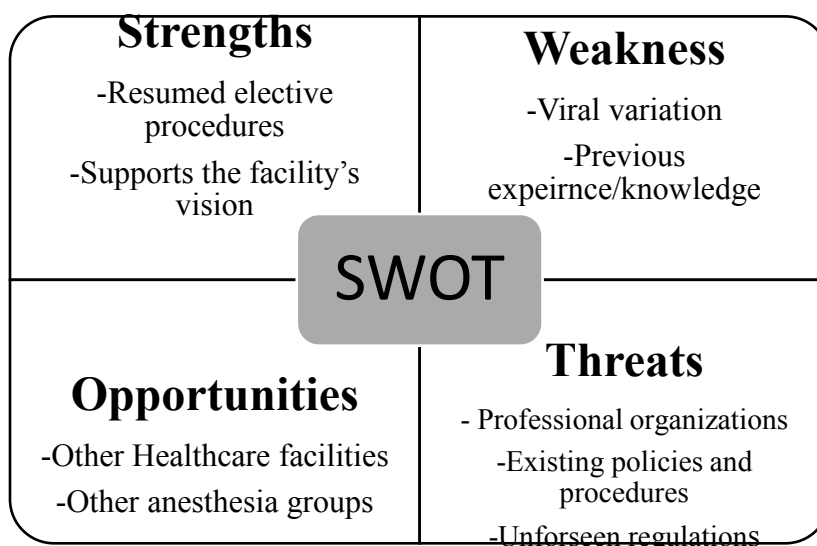 Strengths
-Resumed elective
procedures
-Supports the facility's
vision
Weakness
-Viral variation
-Previous
expeirnce/knowledge
SWOT
Opportunities
-Other Healthcare facilities
-Other anesthesia groups
Threats
- Professional organizations
-Existing policies and
procedures
-Unforseen regulations